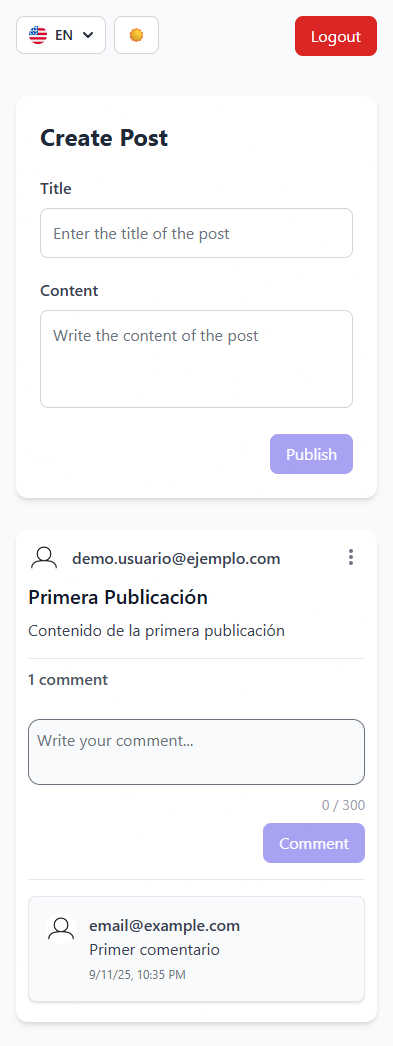 EN
Logout
Create Post
Title
Enter the title of the post
Content
Write the content of the post
Publish
demo.usuario@ejemplo.com
Primera Publicación
Contenido de la primera publicación
1 comment
Write your comment...
0 / 300
Comment
email@example.com
Primer comentario
9/11/25, 10:35 PM